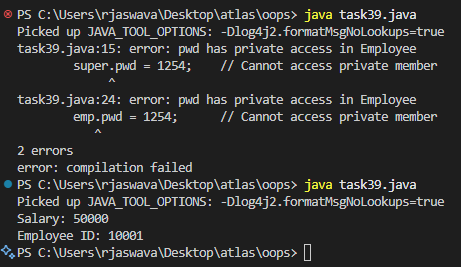 PS C:\Users\rjaswava\Desktop\atlas\oops> java task39.java
Picked up JAVA_TOOL_OPTIONS: -Dlog4j2.formatMsgNoLookups=true
task39.java:15: error: pwd has private access in Employee
        super.pwd = 1254;    // Cannot access private member
             ^
task39.java:24: error: pwd has private access in Employee
        emp.pwd = 1254;      // Cannot access private member
           ^
2 errors
error: compilation failed
PS C:\Users\rjaswava\Desktop\atlas\oops> java task39.java
Picked up JAVA_TOOL_OPTIONS: -Dlog4j2.formatMsgNoLookups=true
Salary: 50000
Employee ID: 10001
PS C:\Users\rjaswava\Desktop\atlas\oops>